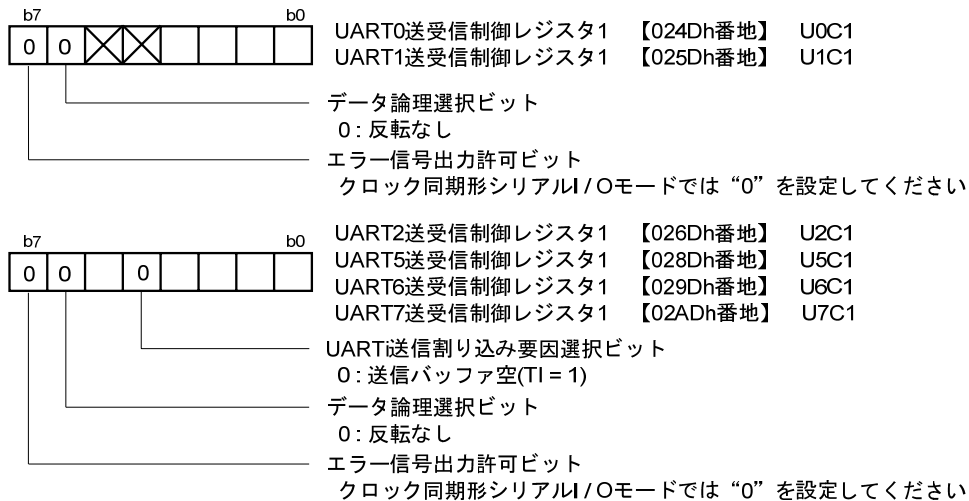 b7 b0
0 0
UART0送受信制御レジスタ1 【024Dh番地】 U0C1
UART1送受信制御レジスタ1 【025Dh番地】 U1C1
データ論理選択ビット
0 : 反転なし
エラー信号出力許可ビット
クロック同期形シリアルI / Oモードでは“0”を設定してください
b7 b0
0 0 0
UART2送受信制御レジスタ1 【026Dh番地】 U2C1
UART5送受信制御レジスタ1 【028Dh番地】 U5C1
UART6送受信制御レジスタ1 【029Dh番地】 U6C1
UART7送受信制御レジスタ1 【02ADh番地】 U7C1
UARTi送信割り込み要因選択ビット
0 : 送信バッファ空(TI = 1)
データ論理選択ビット
0 : 反転なし
エラー信号出力許可ビット
クロック同期形シリアルI / Oモードでは“0”を設定してください